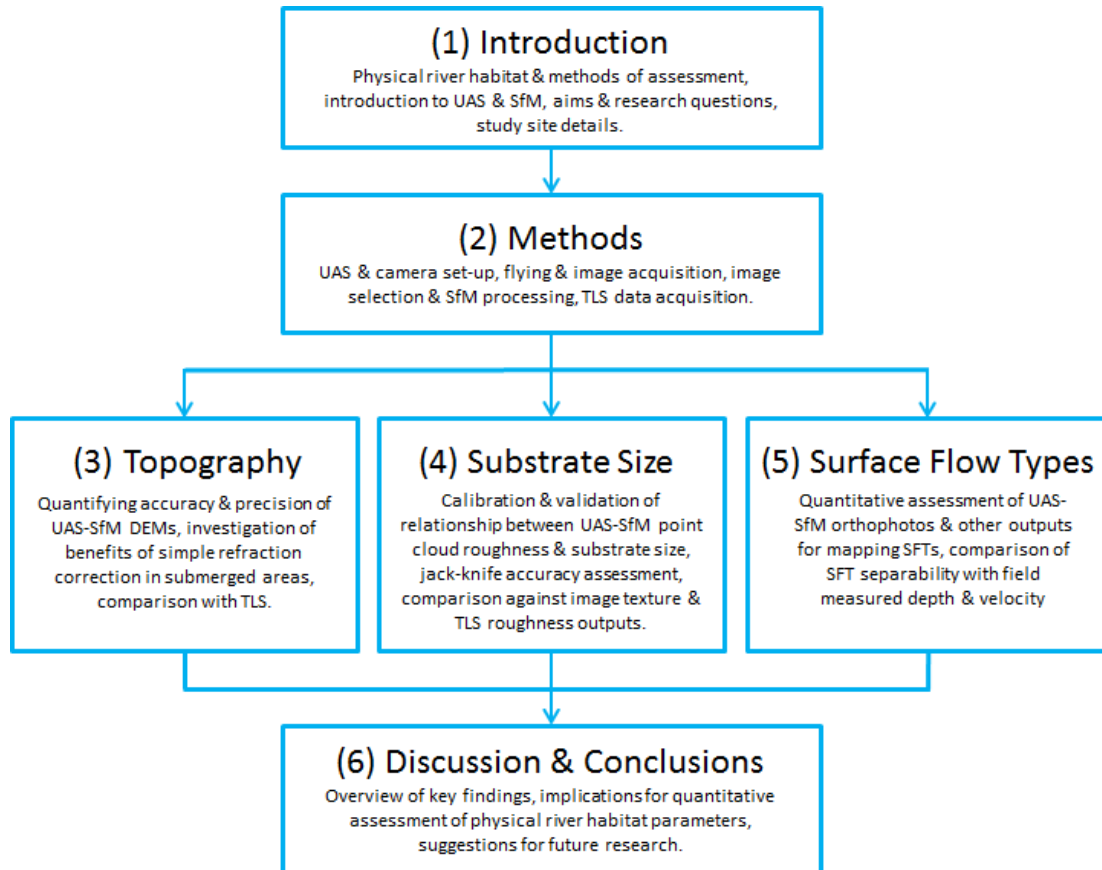 (1) Introduction
Physical river habitat & methods of assessment,
introduction to UAS & SfM, aims & research questions,
study site details.
(2) Methods
UAS & camera set-up, flying & image acquisition, image
selection & SfM processing, TLS data acquisition.
(3) Topography
Quantifying accuracy & precision of
UAS-SfM DEMs, investigation of
benefits of simple refraction
correction in submerged areas,
comparison with TLS.
(4) Substrate Size
Calibration & validation of
relationship between UAS-SfM point
cloud roughness & substrate size,
jack-knife accuracy assessment,
comparison against image texture &
TLS roughness outputs.
(5) Surface Flow Types
Quantitative assessment of UAS-
SfM orthophotos & other outputs
for mapping SFTs, comparison of
SFT separability with field
measured depth & velocity
(6) Discussion & Conclusions
Overview of key findings, implications for quantitative
assessment of physical river habitat parameters,
suggestions for future research.